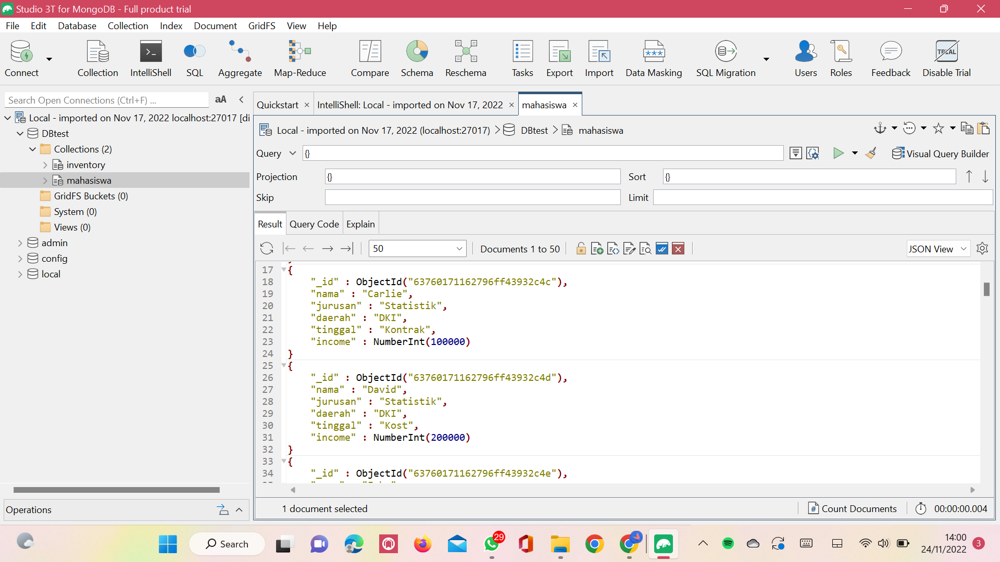 Studio 3T for MongoDB - Full product trial
File Edit Database Collection Index Document GridFS View Help
Connect Collection IntelliShell SQL Aggregate Map-Reduce Compare Schema Reschema Tasks Export Import Data Masking SQL Migration Users Roles Feedback TRIAL Disable Trial
Search Open Connections (Ctrl+F) ... aA
Local - imported on Nov 17, 2022 localhost:27017 [di
DBtest
Collections (2)
inventory
mahasiswa
GridFS Buckets (0)
System (0)
Views (0)
admin
config
local
Operations
Quickstart × IntelliShell: Local - imported on Nov 17, 2022 × mahasiswa ×
Local - imported on Nov 17, 2022 (localhost:27017) > DBtest > mahasiswa
Query {} Visual Query Builder
Projection {} Sort {}
Skip Limit
Result Query Code Explain
50 Documents 1 to 50 JSON View
17 {
18 "_id" : ObjectId("63760171162796ff43932c4c"),
19 "nama" : "Carlie",
20 "jurusan" : "Statistik",
21 "daerah" : "DKI",
22 "tinggal" : "Kontrak",
23 "income" : NumberInt(100000)
24 }
25 {
26 "_id" : ObjectId("63760171162796ff43932c4d"),
27 "nama" : "David",
28 "jurusan" : "Statistik",
29 "daerah" : "DKI",
30 "tinggal" : "Kost",
31 "income" : NumberInt(200000)
32 }
33 {
34 "_id" : ObjectId("63760171162796ff43932c4e"),
1 document selected # Count Documents 00:00:00.004
Search 29 14:00
24/11/2022 3